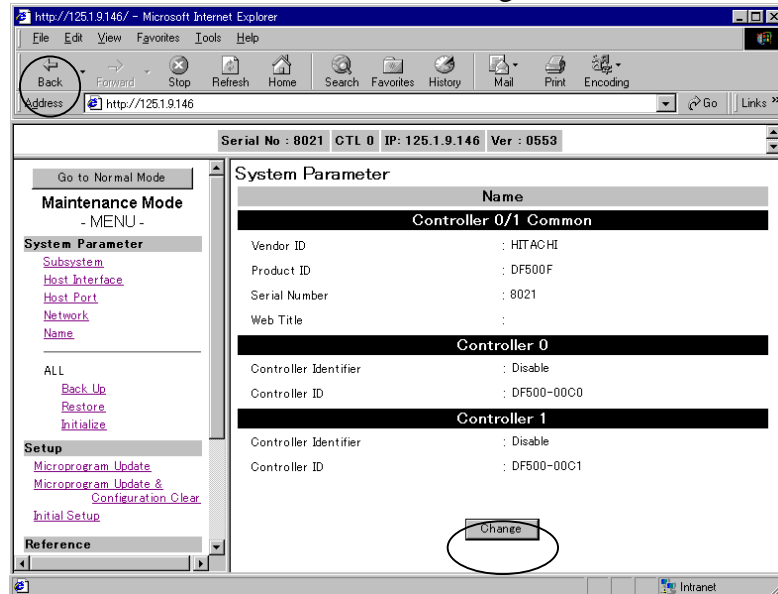 http://125.1.9.146/ - Microsoft Internet Explorer
File Edit View Favorites Tools Help
Back Forward Stop Refresh Home Search Favorites History Mail Print Encoding
Address http://125.1.9.146 Go Links »
Serial No : 8021 CTL 0 IP: 125.1.9.146 Ver : 0553
Go to Normal Mode
Maintenance Mode
- MENU -
System Parameter
Subsystem
Host Interface
Host Port
Network
Name
ALL
Back Up
Restore
Initialize
Setup
Microprogram Update
Microprogram Update &
Configuration Clear
Initial Setup
Reference
System Parameter
Name
Controller 0/1 Common
Vendor ID : HITACHI
Product ID : DF500F
Serial Number : 8021
Web Title :
Controller 0
Controller Identifier : Disable
Controller ID : DF500-00C0
Controller 1
Controller Identifier : Disable
Controller ID : DF500-00C1
Change
Intranet